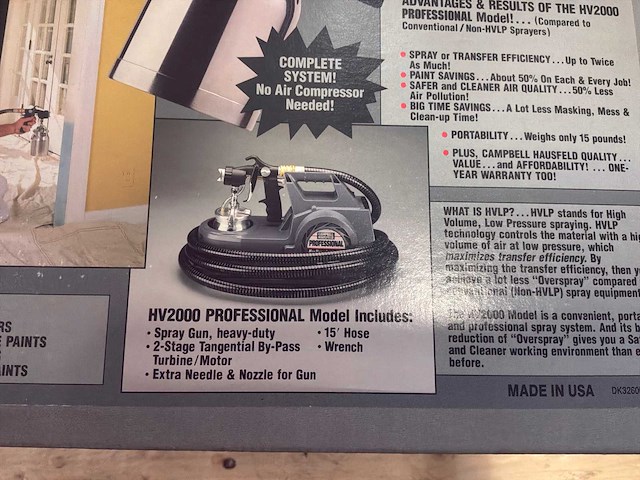 ADVANTAGES & RESULTS OF THE HV2000
PROFESSIONAL Model!... (Compared to
Conventional / Non-HVLP Sprayers)
• SPRAY or TRANSFER EFFICIENCY...Up to Twice
As Much!
• PAINT SAVINGS...About 50% On Each & Every Job!
• SAFER and CLEANER AIR QUALITY...50% Less
Air Pollution!
• BIG TIME SAVINGS...A Lot Less Masking, Mess &
Clean-up Time!
• PORTABILITY...Weighs only 15 pounds!
• PLUS, CAMPBELL HAUSFELD QUALITY...
VALUE...and AFFORDABILITY! ...ONE-
YEAR WARRANTY TOO!
COMPLETE
SYSTEM!
No Air Compressor
Needed!
PROFESSIONAL
HV2000 PROFESSIONAL Model Includes:
• Spray Gun, heavy-duty
• 2-Stage Tangential By-Pass
Turbine/Motor
• Extra Needle & Nozzle for Gun
• 15' Hose
• Wrench
WHAT IS HVLP?...HVLP stands for High
Volume, Low Pressure spraying. HVLP
technology controls the material with a
volume of air at low pressure, which
maximizes transfer efficiency. By
maximizing the transfer efficiency, then
achieve a lot less "Overspray" compared
(Non-HVLP) spray
The HV2000 Model is a convenient,
and professional spray system. And its
reduction of "Overspray" gives you a
and Cleaner working environment than
before.
PAINTS
MADE IN USA